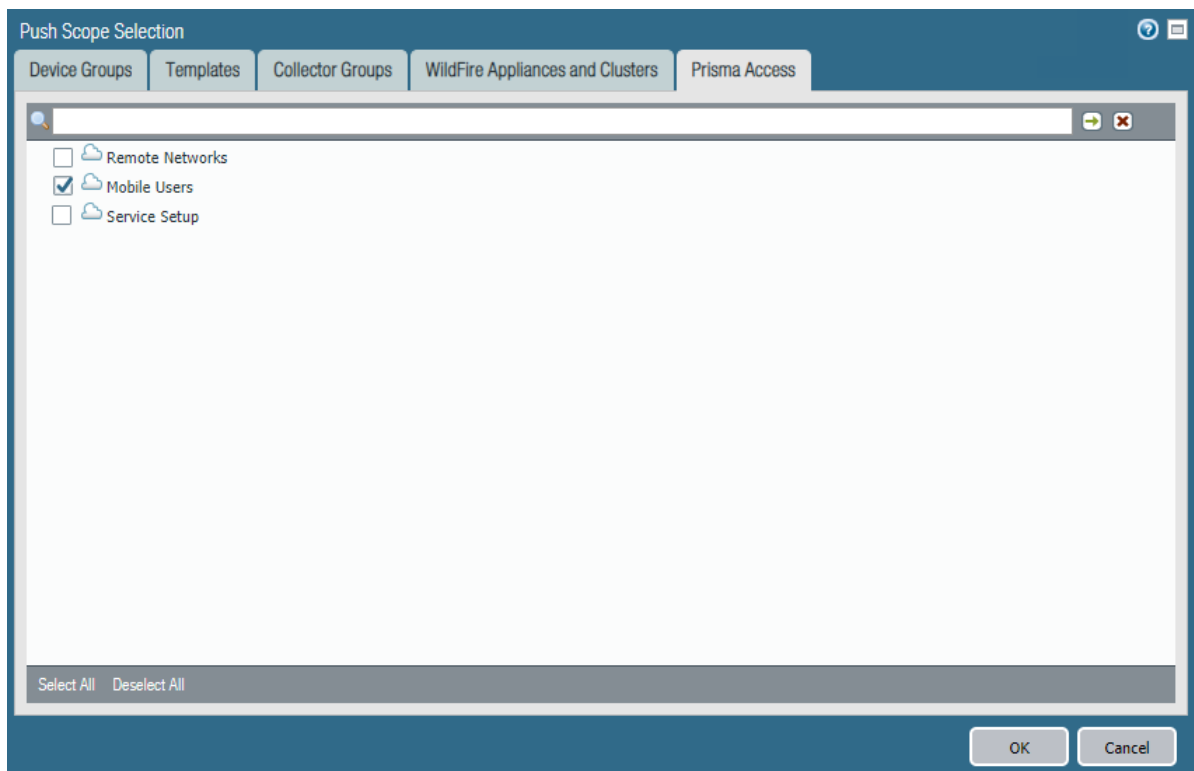 Push Scope Selection
Device Groups Templates Collector Groups WildFire Appliances and Clusters Prisma Access
Remote Networks
Mobile Users
Service Setup
Select All Deselect All
OK Cancel